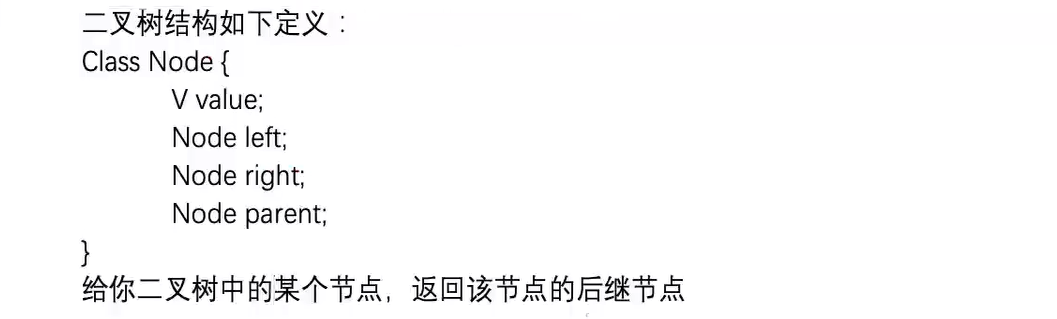 二叉树结构如下定义：
Class Node {
V value;
Node left;
Node right;
Node parent;
}
给你二叉树中的某个节点，返回该节点的后继节点